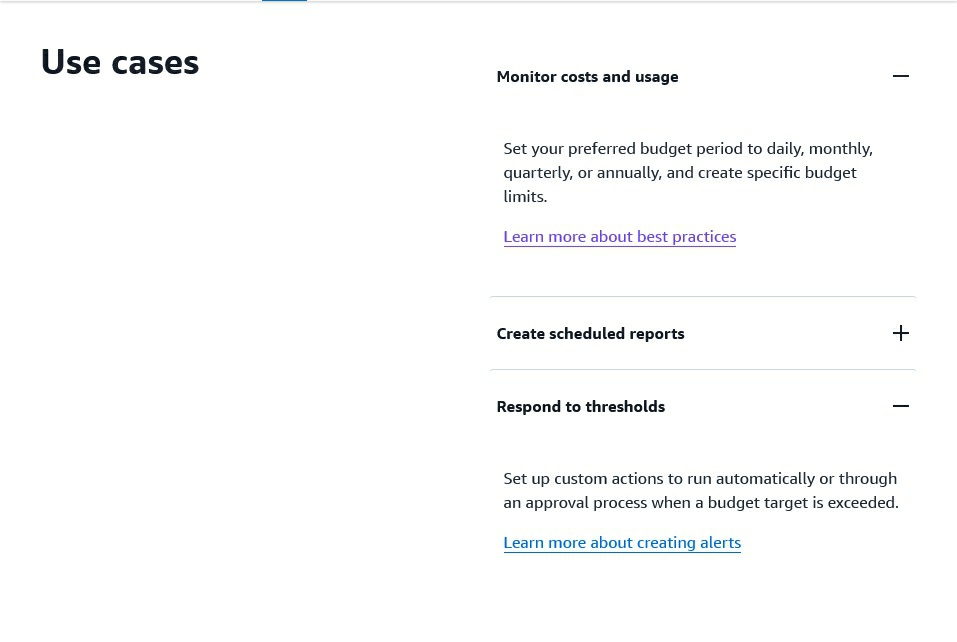 Use cases
Monitor costs and usage
Set your preferred budget period to daily, monthly,
quarterly, or annually, and create specific budget
limits.
Learn more about best practices
Create scheduled reports
Respond to thresholds
Set up custom actions to run automatically or through
an approval process when a budget target is exceeded.
Learn more about creating alerts